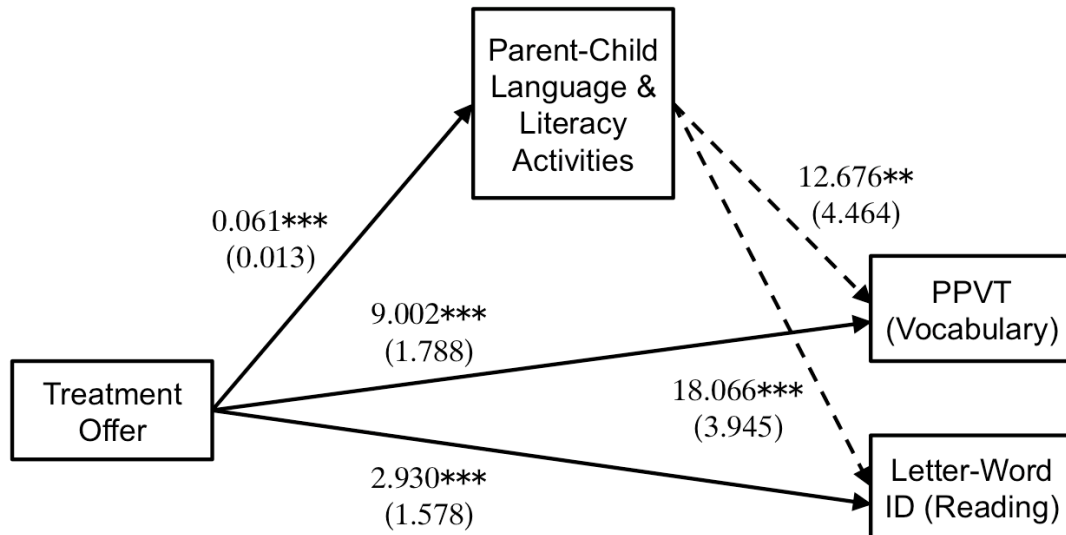 Parent-Child
Language &
Literacy
Activities
12.676**
(4.464)
0.061***
(0.013)
PPVT
(Vocabulary)
9.002***
(1.788)
Treatment
Offer
18.066***
(3.945)
Letter-Word
ID (Reading)
2.930***
(1.578)